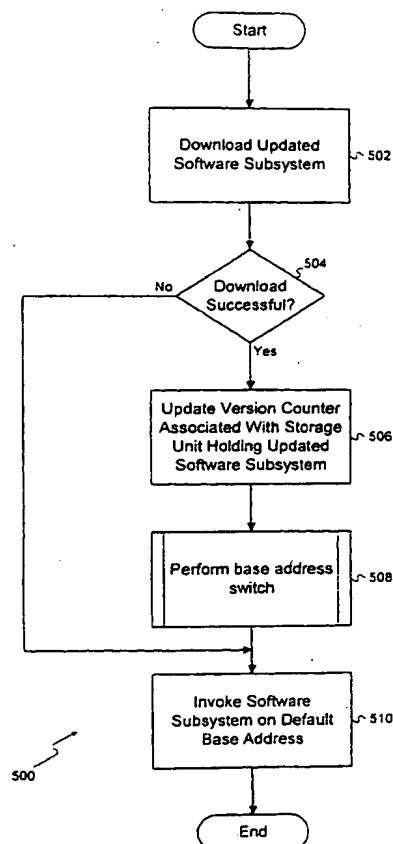 Start
Download Updated
Software Subsystem
502
504
Download
Successful?
No
Yes
Update Version Counter
Associated With Storage
Unit Holding Updated
Software Subsystem
506
Perform base address
switch
508
Invoke Software
Subsystem on Default
Base Address
510
500
End